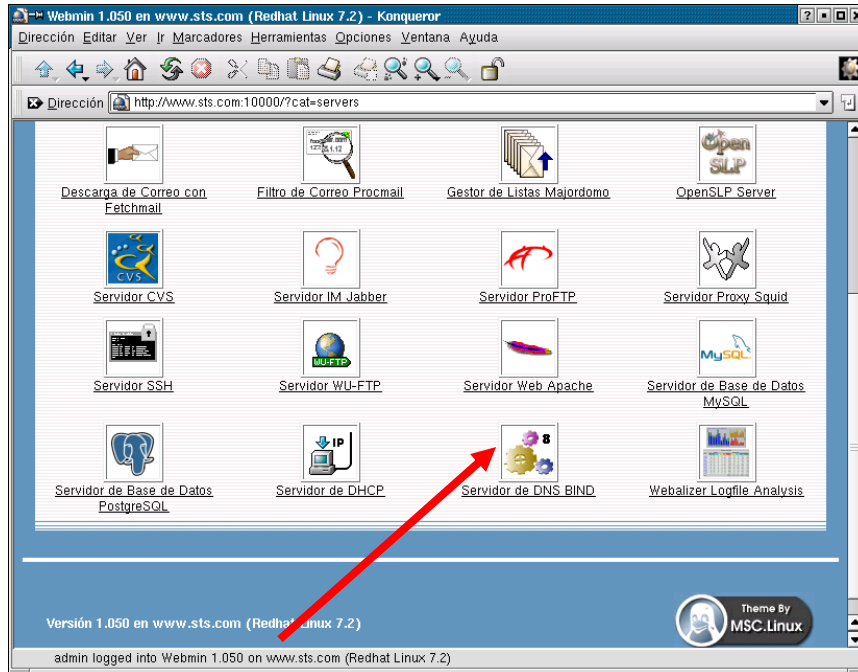 Webmin 1.050 en www.sts.com (Redhat Linux 7.2) - Konqueror
Dirección Editar Ver Ir Marcadores Herramientas Opciones Ventana Ayuda
Dirección http://www.sts.com:10000/?cat=servers
Open
SLP
Descarga de Correo con
Fetchmail
Filtro de Correo Procmail
Gestor de Listas Majordomo
OpenSLP Server
CVS
Servidor CVS
Servidor IM Jabber
Servidor ProFTP
Servidor Proxy Squid
WU-FTP
MySQL
Servidor SSH
Servidor WU-FTP
Servidor Web Apache
Servidor de Base de Datos
MySQL
IP
8
Servidor de Base de Datos
PostgreSQL
Servidor de DHCP
Servidor de DNS BIND
Webalizer Logfile Analysis
Versión 1.050 en www.sts.com (Redhat Linux 7.2)
Theme By
MSC.Linux
admin logged into Webmin 1.050 on www.sts.com (Redhat Linux 7.2)